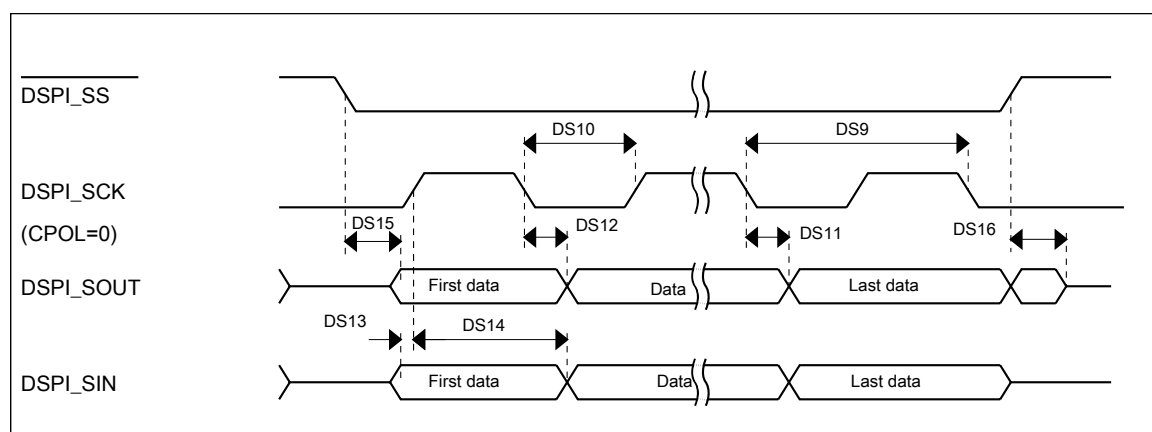 DSPI_SS
DS10
DS9
DSPI_SCK
(CPOL=0)
DS15
DS12
DS11
DS16
DSPI_SOUT
First data
Data
Last data
DS13
DS14
DSPI_SIN
First data
Data
Last data